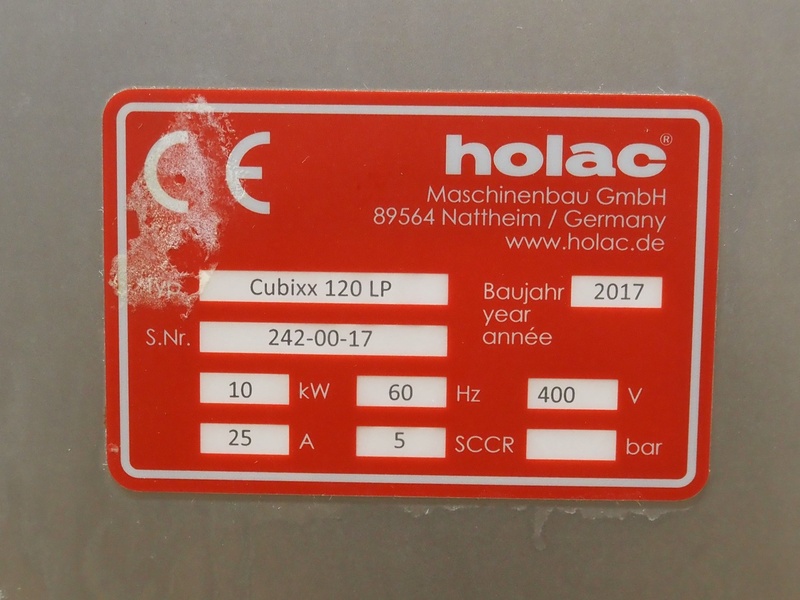 CE
holac®
Maschinenbau GmbH
89564 Nattheim / Germany
www.holac.de
Typ Cubixx 120 LP
Baujahr 2017
year
année
S.Nr. 242-00-17
10 kW 60 Hz 400 V
25 A 5 SCCR bar